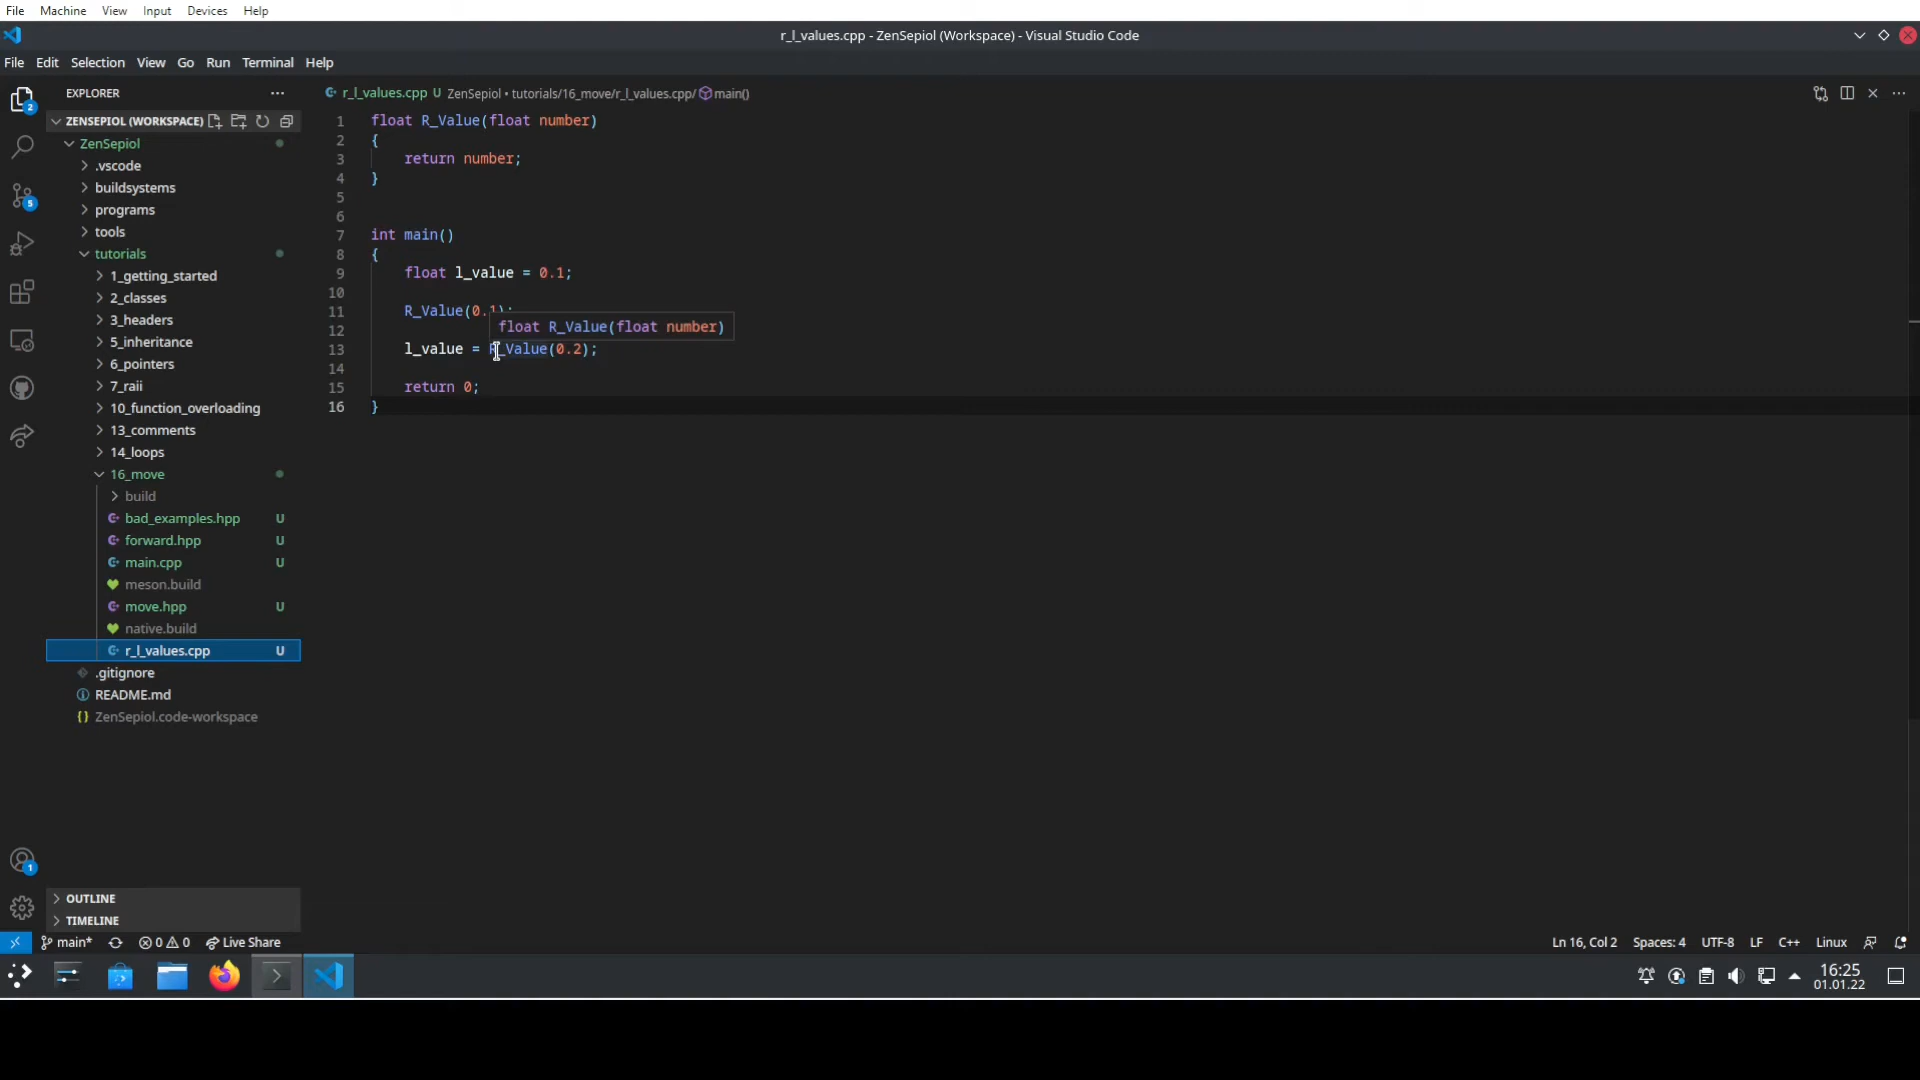 File Machine View Input Devices Help
r_l_values.cpp - ZenSepiol (Workspace) - Visual Studio Code
File Edit Selection View Go Run Terminal Help
EXPLORER
r_l_values.cpp U ZenSepiol • tutorials/16_move/r_l_values.cpp/ main()
ZENSEPIOL (WORKSPACE)
ZenSepiol
.vscode
buildsystems
programs
tools
tutorials
1_getting_started
2_classes
3_headers
5_inheritance
6_pointers
7_raii
10_function_overloading
13_comments
14_loops
16_move
build
bad_examples.hpp U
forward.hpp U
main.cpp U
meson.build
move.hpp U
native.build
r_l_values.cpp U
.gitignore
README.md
ZenSepiol.code-workspace
OUTLINE
TIMELINE
1 float R_Value(float number)
2 {
3 return number;
4 }
5
6
7 int main()
8 {
9 float l_value = 0.1;
10
11 R_Value(0.1);
float R_Value(float number)
12
13 l_value = R_Value(0.2);
14
15 return 0;
16 }
2
5
1
main* 0 0 Live Share
Ln 16, Col 2 Spaces: 4 UTF-8 LF C++ Linux
16:25
01.01.22